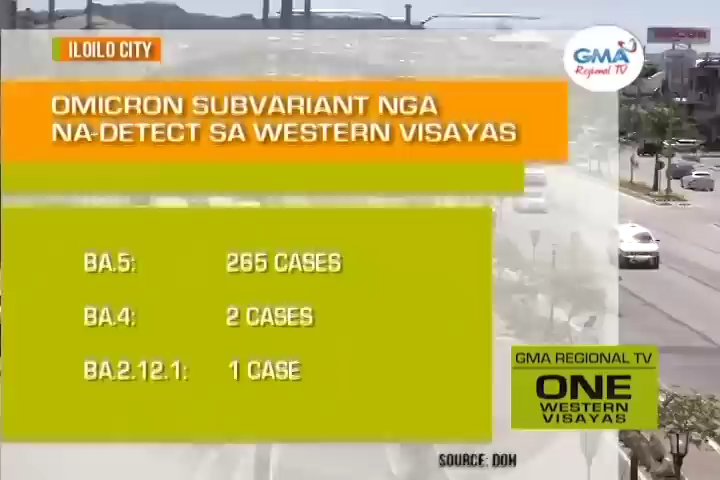 ILOILO CITY
GMA
Regional TV
OMICRON SUBVARIANT NGA
NA-DETECT SA WESTERN VISAYAS
BA.5: 265 CASES
BA.4: 2 CASES
BA.2.12.1: 1 CASE
GMA REGIONAL TV
ONE
WESTERN
VISAYAS
SOURCE: DOH